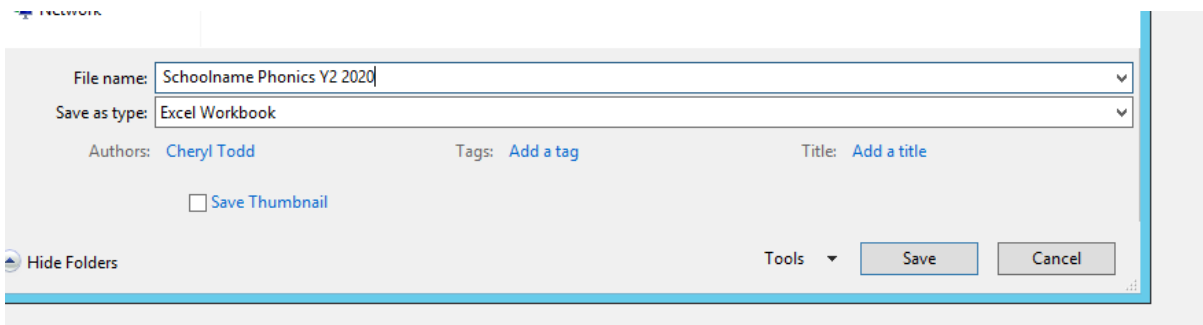 Network
File name: Schoolname Phonics Y2 2020
Save as type: Excel Workbook
Authors: Cheryl Todd Tags: Add a tag Title: Add a title
Save Thumbnail
Hide Folders Tools Save Cancel